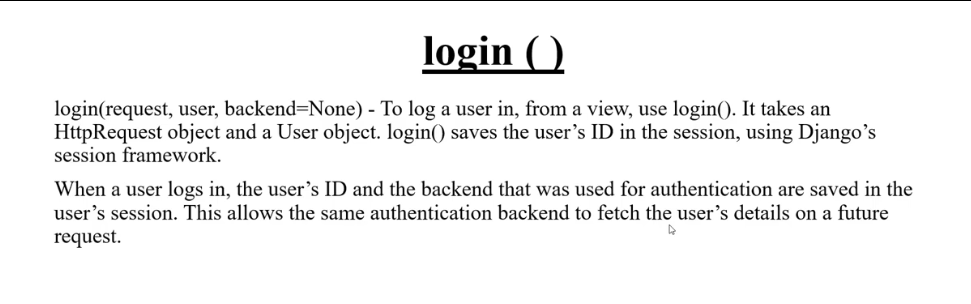 login ( )
login(request, user, backend=None) - To log a user in, from a view, use login(). It takes an
HttpRequest object and a User object. login() saves the user’s ID in the session, using Django’s
session framework.
When a user logs in, the user’s ID and the backend that was used for authentication are saved in the
user’s session. This allows the same authentication backend to fetch the user’s details on a future
request.